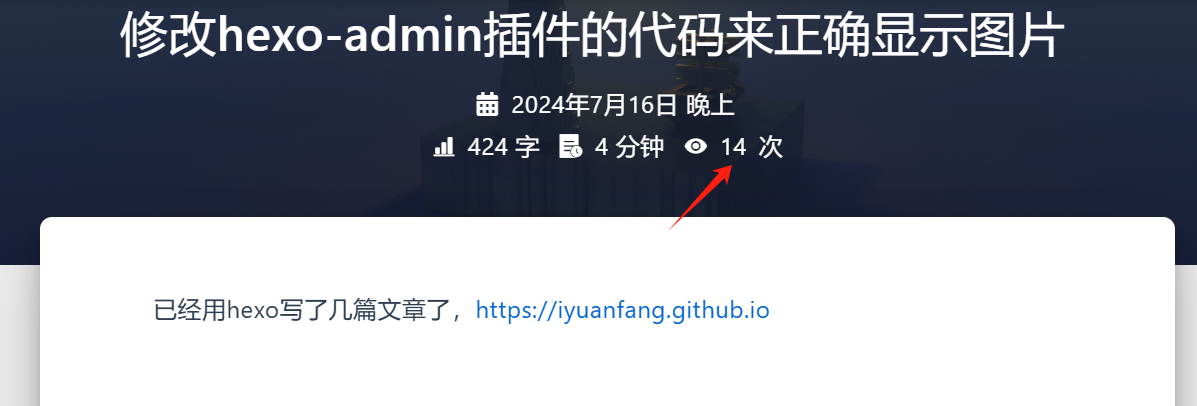 修改hexo-admin插件的代码来正确显示图片
2024年7月16日 晚上
424 字 4 分钟 14 次
已经用hexo写了几篇文章了，https://iyuanfang.github.io